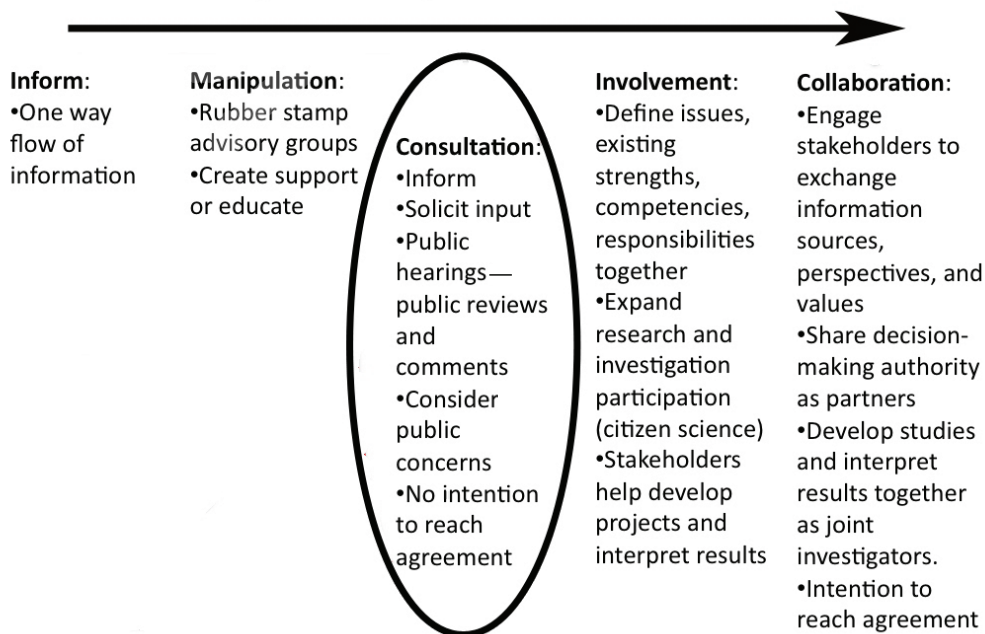 Inform:
•One way
flow of
information
Manipulation:
•Rubber stamp
advisory groups
•Create support
or educate
Consultation:
•Inform
•Solicit input
•Public
hearings—
public reviews
and
comments
•Consider
public
concerns
•No intention
to reach
agreement
Involvement:
•Define issues,
existing
strengths,
competencies,
responsibilities
together
•Expand
research and
investigation
participation
(citizen science)
•Stakeholders
help develop
projects and
interpret results
Collaboration:
•Engage
stakeholders to
exchange
information
sources,
perspectives, and
values
•Share decision-
making authority
as partners
•Develop studies
and interpret
results together
as joint
investigators.
•Intention to
reach agreement